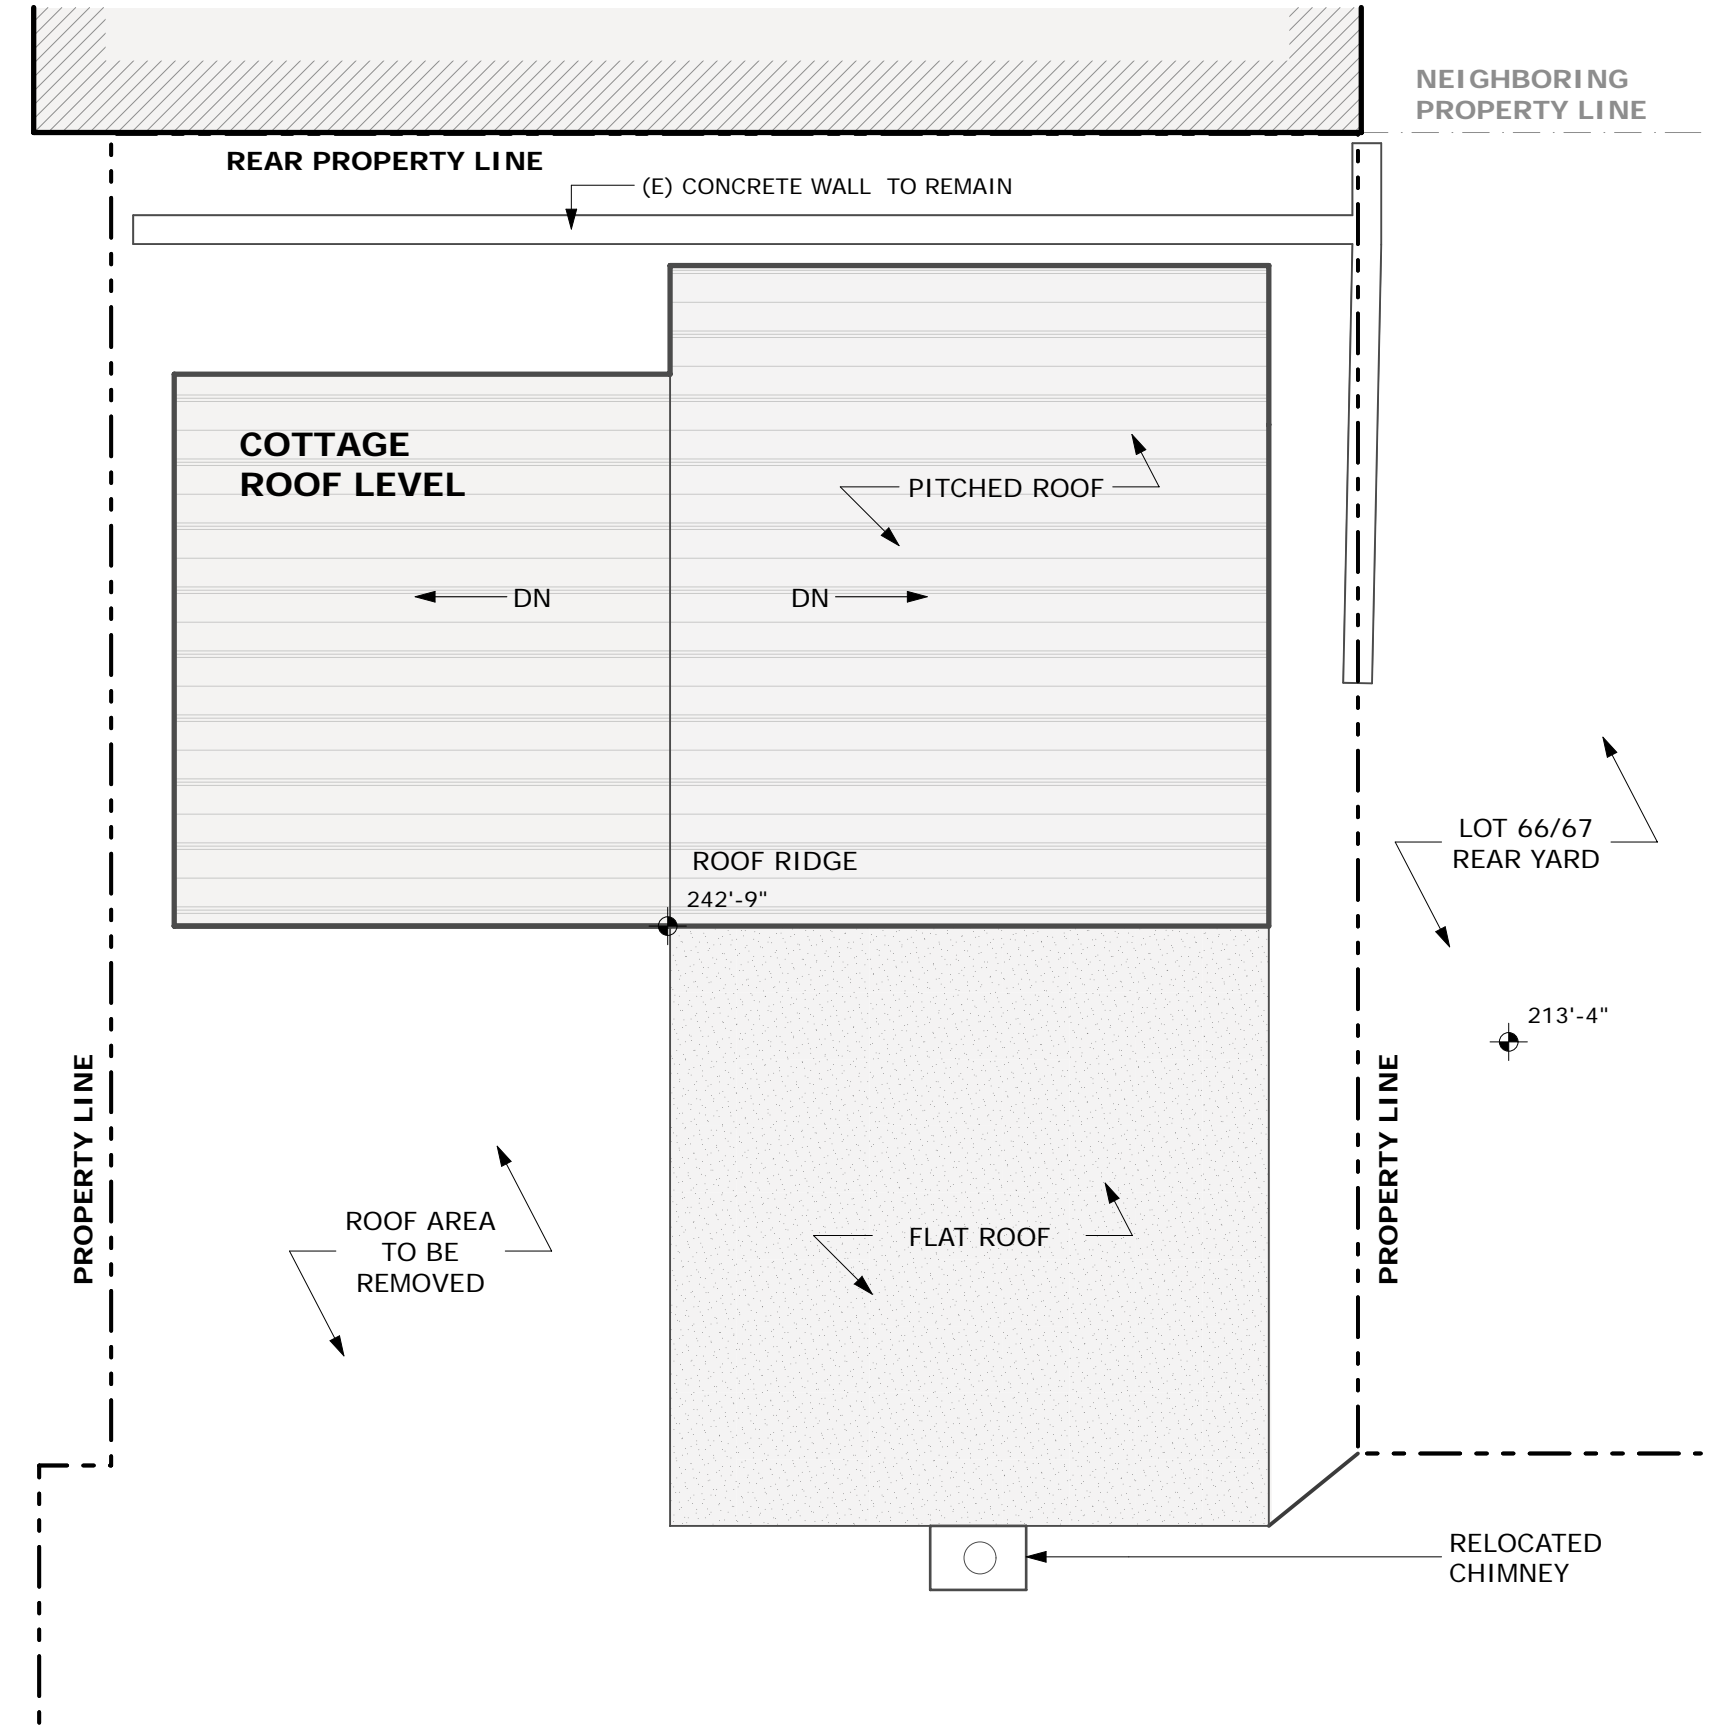 NEIGHBORING
PROPERTY LINE
REAR PROPERTY LINE
(E) CONCRETE WALL TO REMAIN
COTTAGE
ROOF LEVEL
PITCHED ROOF
DN
DN
LOT 66/67
REAR YARD
ROOF RIDGE
242'-9"
213'-4"
PROPERTY LINE
PROPERTY LINE
ROOF AREA
TO BE
REMOVED
FLAT ROOF
RELOCATED
CHIMNEY